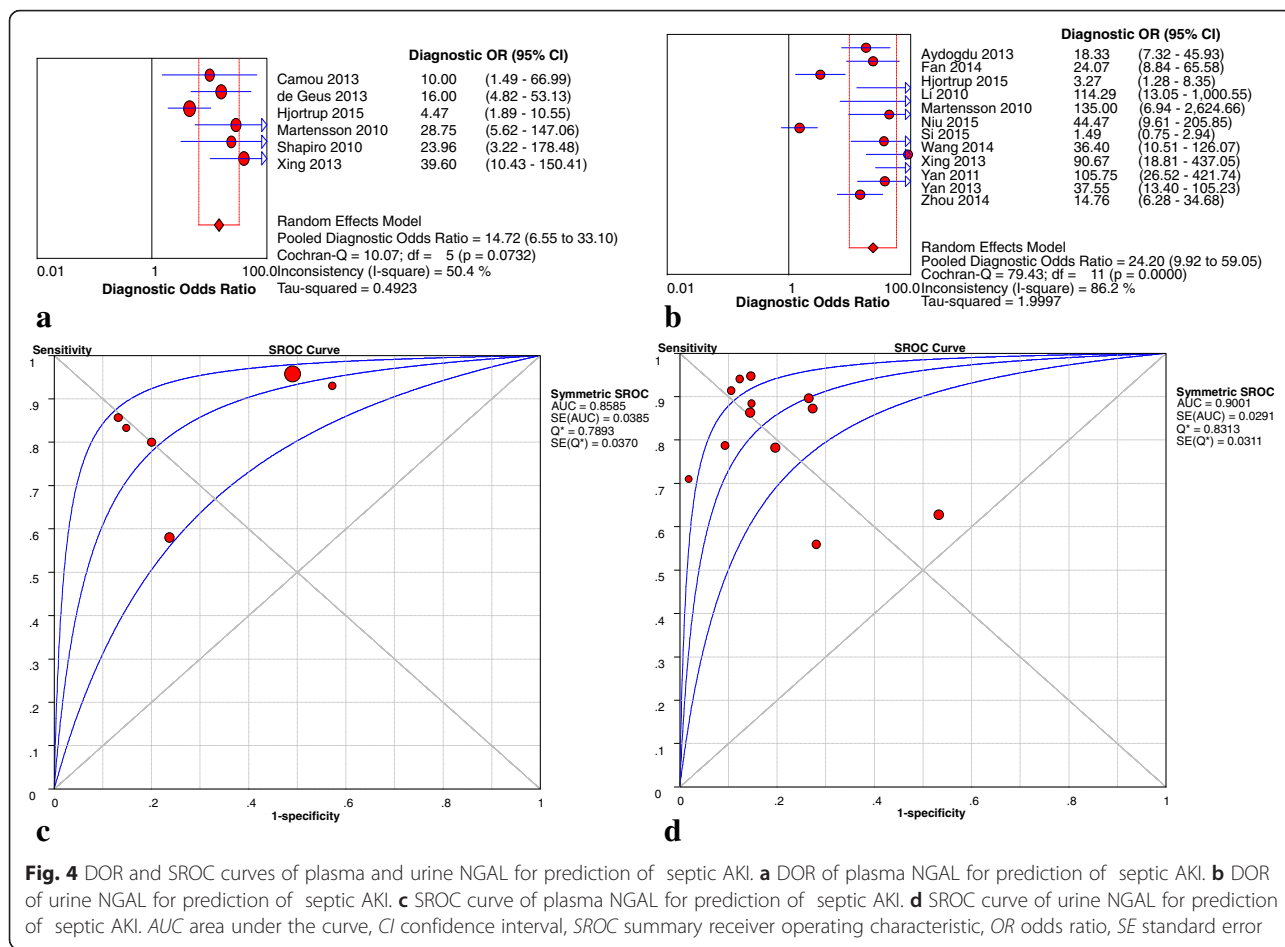 Diagnostic OR (95% CI)
Camou 2013 10.00 (1.49 - 66.99)
de Geus 2013 16.00 (4.82 - 53.13)
Hjortrup 2015 4.47 (1.89 - 10.55)
Martensson 2010 28.75 (5.62 - 147.06)
Shapiro 2010 23.96 (3.22 - 178.48)
Xing 2013 39.60 (10.43 - 150.41)
Random Effects Model
Pooled Diagnostic Odds Ratio = 14.72 (6.55 to 33.10)
Cochran-Q = 10.07; df = 5 (p = 0.0732)
Inconsistency (I-square) = 50.4 %
Tau-squared = 0.4923
0.01 1 100.0
Diagnostic Odds Ratio
a
Diagnostic OR (95% CI)
Aydogdu 2013 18.33 (7.32 - 45.93)
Fan 2014 24.07 (8.84 - 65.58)
Hjortrup 2015 3.27 (1.28 - 8.35)
Li 2010 114.29 (13.05 - 1,000.55)
Martensson 2010 135.00 (6.94 - 2,624.66)
Niu 2015 44.47 (9.61 - 205.85)
Si 2015 1.49 (0.75 - 2.94)
Wang 2014 36.40 (10.51 - 126.07)
Xing 2013 90.67 (18.81 - 437.05)
Yan 2011 105.75 (26.52 - 421.74)
Yan 2013 37.55 (13.40 - 105.23)
Zhou 2014 14.76 (6.28 - 34.68)
Random Effects Model
Pooled Diagnostic Odds Ratio = 24.20 (9.92 to 59.05)
Cochran-Q = 79.43; df = 11 (p = 0.0000)
Inconsistency (I-square) = 86.2 %
Tau-squared = 1.9997
0.01 1 100.0
Diagnostic Odds Ratio
b
Sensitivity SROC Curve
1
.9
.8
.7
.6
.5
.4
.3
.2
.1
0
0 .2 .4 .6 .8 1
1-specificity
Symmetric SROC
AUC = 0.8585
SE(AUC) = 0.0385
Q* = 0.7893
SE(Q*) = 0.0370
c
Sensitivity SROC Curve
1
.9
.8
.7
.6
.5
.4
.3
.2
.1
0
0 .2 .4 .6 .8 1
1-specificity
Symmetric SROC
AUC = 0.9001
SE(AUC) = 0.0291
Q* = 0.8313
SE(Q*) = 0.0311
d
Fig. 4 DOR and SROC curves of plasma and urine NGAL for prediction of septic AKI. a DOR of plasma NGAL for prediction of septic AKI. b DOR
of urine NGAL for prediction of septic AKI. c SROC curve of plasma NGAL for prediction of septic AKI. d SROC curve of urine NGAL for prediction
of septic AKI. AUC area under the curve, CI confidence interval, SROC summary receiver operating characteristic, OR odds ratio, SE standard error